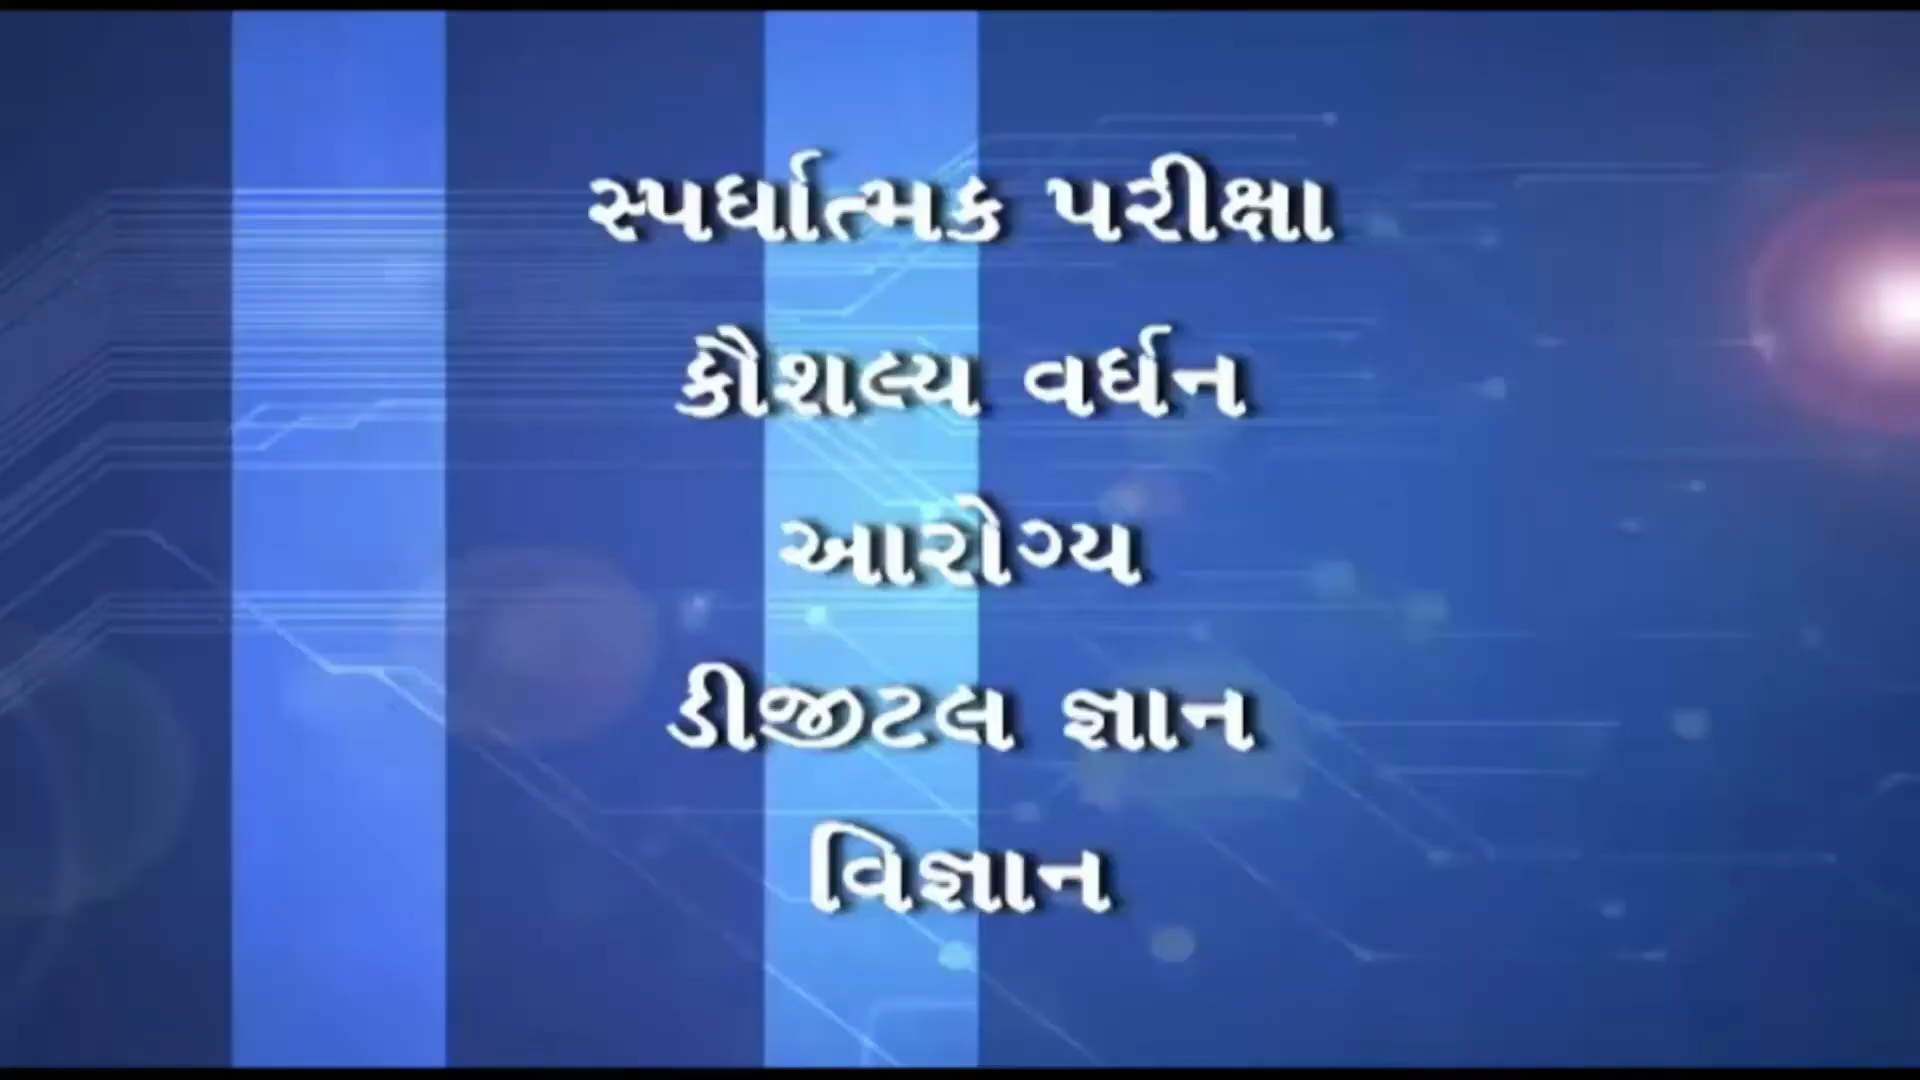 સ્પર્ધાત્મક પરીક્ષા
કૌશલ્ય વર્ધન
આરોગ્ય
ડીજીટલ જ્ઞાન
વિજ્ઞાન